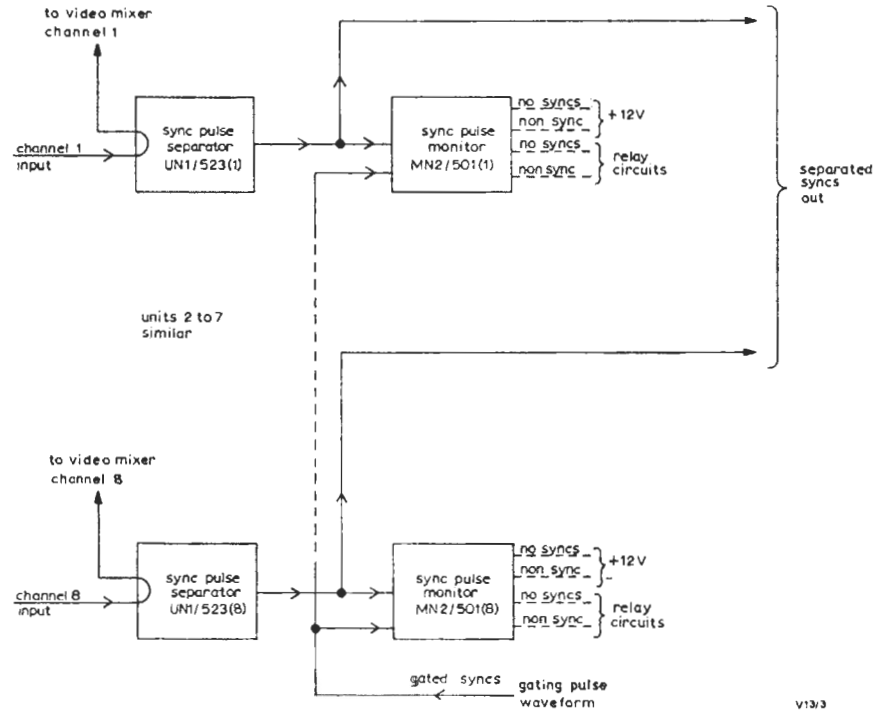 to video mixer
channel 1
channel 1
input
sync pulse
separator
UN1/523(1)
sync pulse
monitor
MN2/501(1)
no syncs
non sync
no syncs
non sync
+12V
relay
circuits
separated
syncs
out
units 2 to 7
similar
to video mixer
channel 8
channel 8
input
sync pulse
separator
UN1/523(8)
sync pulse
monitor
MN2/501(8)
no syncs
non sync
no syncs
non sync
+12V
relay
circuits
gated syncs
gating pulse
waveform
V13/3